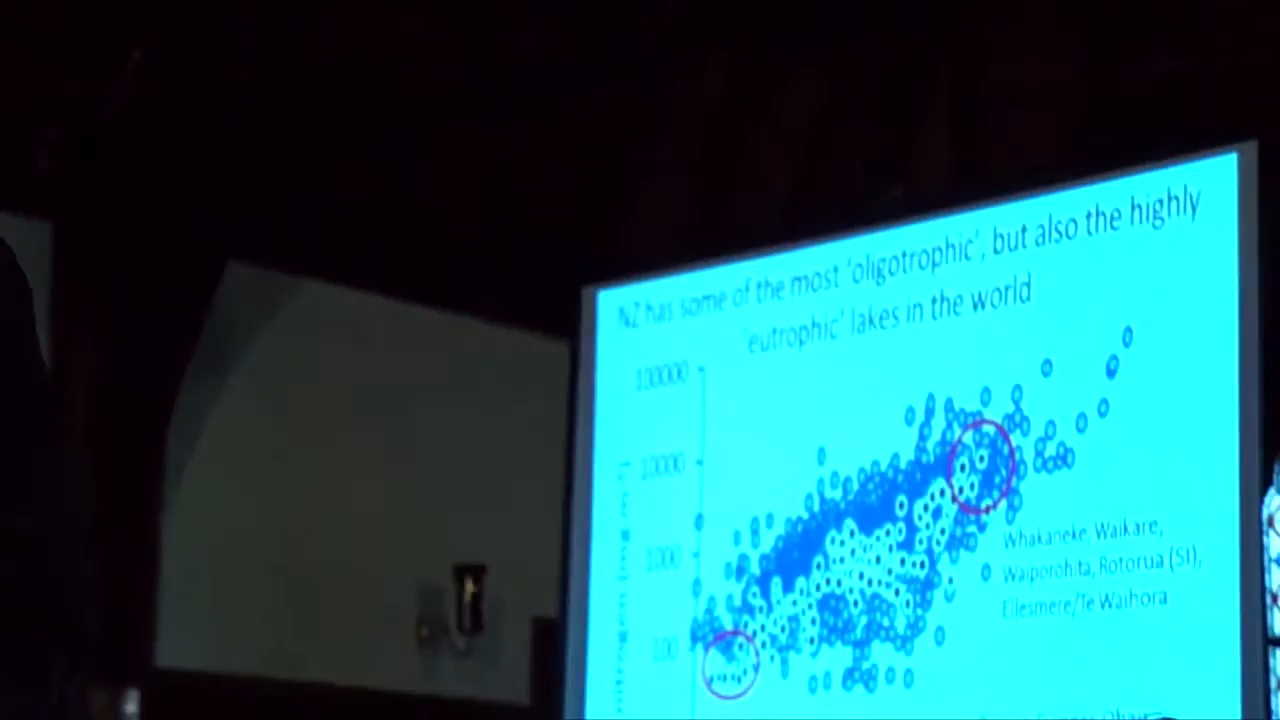 NZ has some of the most 'oligotrophic', but also the highly
'eutrophic' lakes in the world
100000
10000
1000
100
Whakaneke, Waikare,
Waiporohita, Rotorua (SI),
Ellesmere/Te Waihora